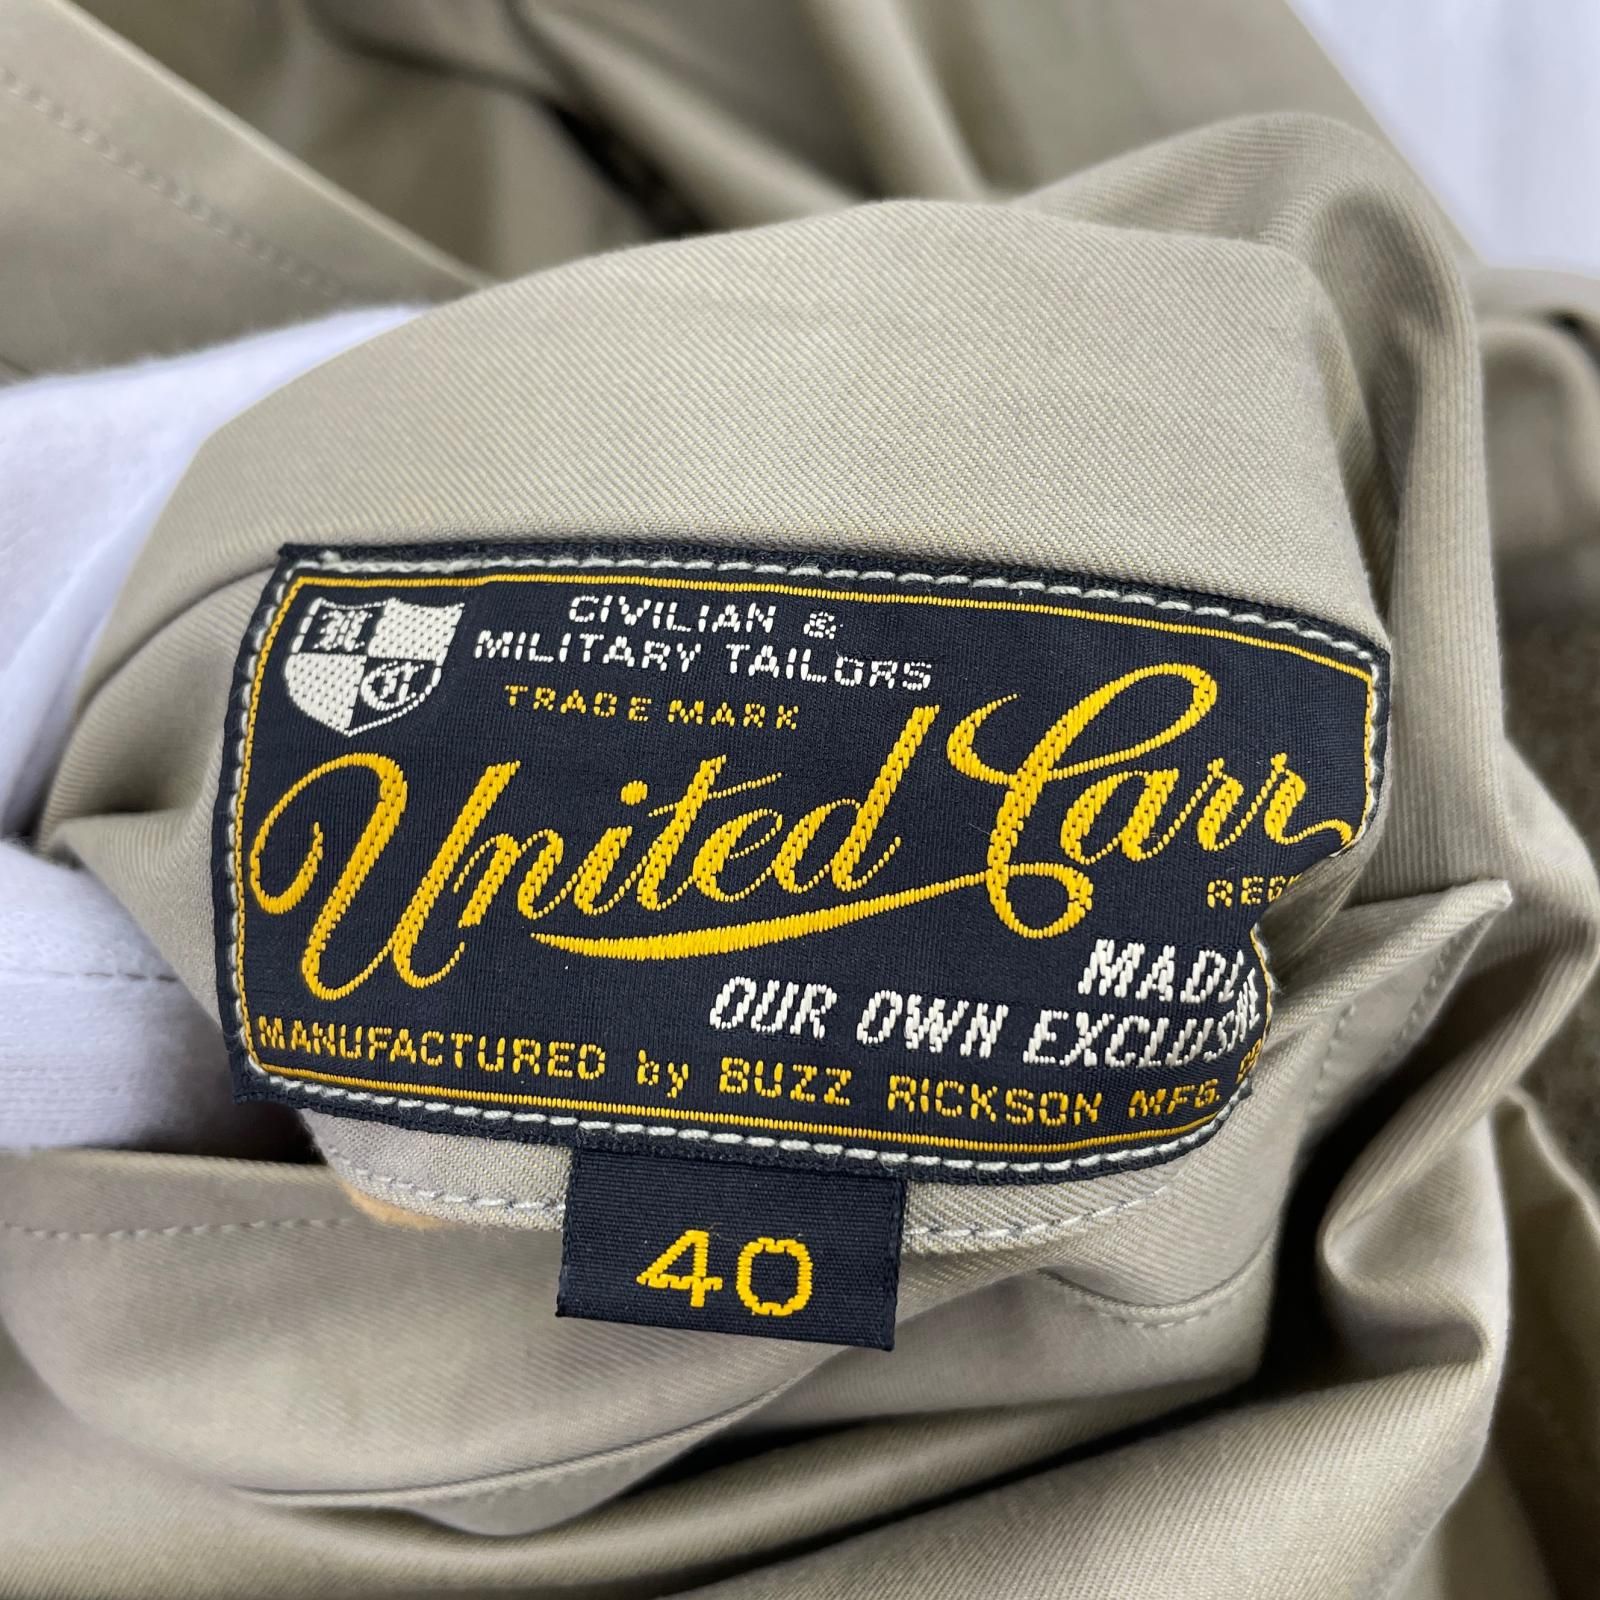 CIVILIAN &
MILITARY TAILORS
TRADE MARK
United Carr
MADE
OUR OWN EXCLUSIVE
MANUFACTURED by BUZZ RICKSON MFG.
40